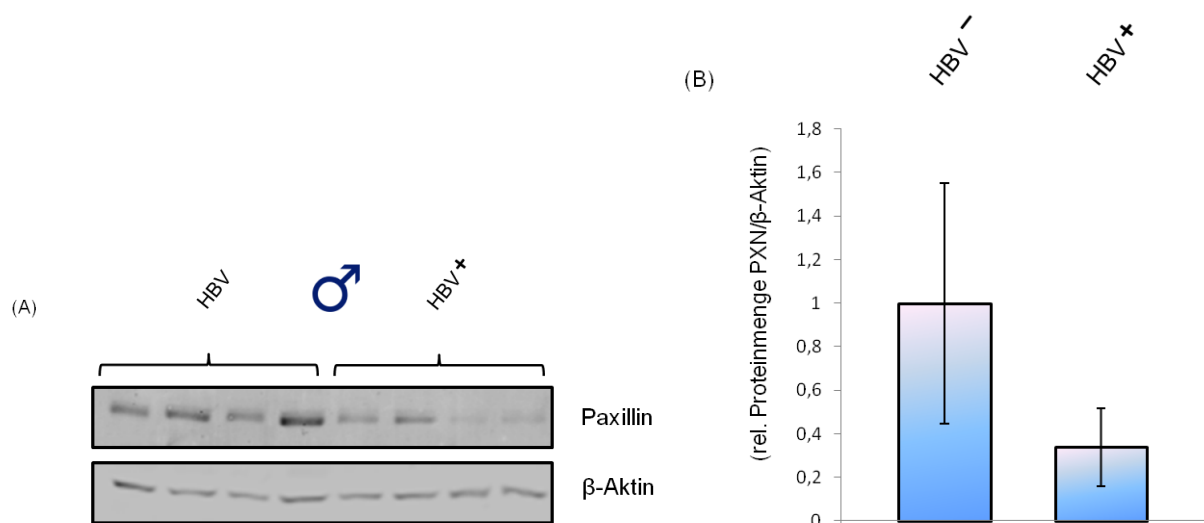 (A)
HBV
♂
HBV+
Paxillin
β-Aktin
(B)
HBV –
HBV+
(rel. Proteinmenge PXN/β-Aktin)
1,8
1,6
1,4
1,2
1
0,8
0,6
0,4
0,2
0